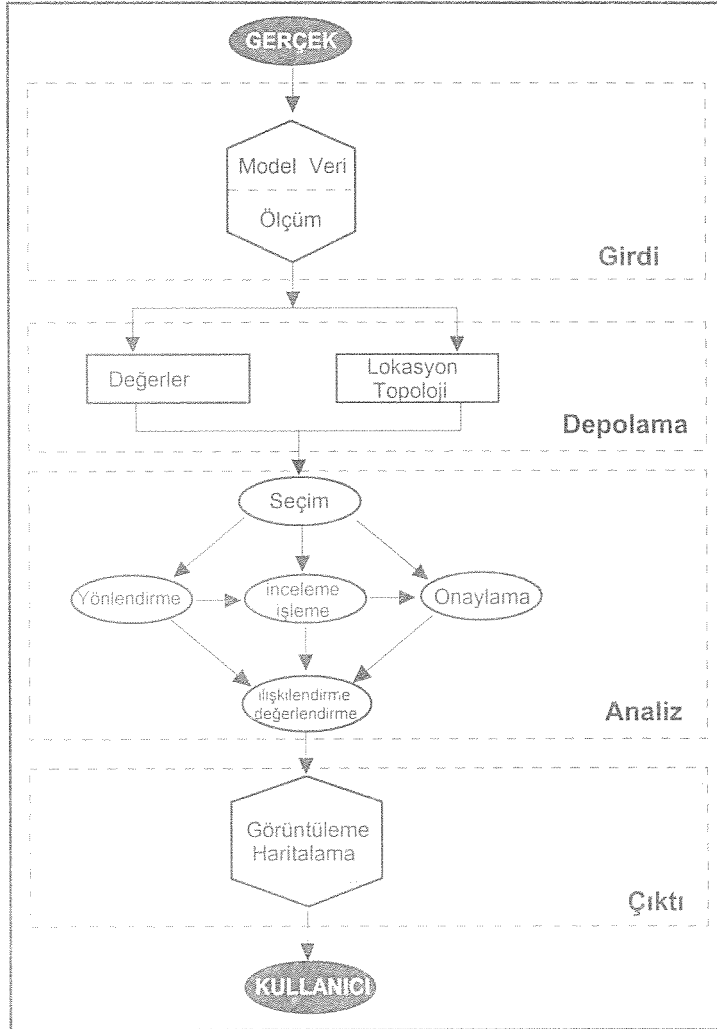 GERÇEK
Model Veri
Ölçüm
Girdi
Değerler
Lokasyon
Topoloji
Depolama
Seçim
Yönlendirme
inceleme
işleme
Onaylama
ilişkilendirme
değerlendirme
Analiz
Görüntüleme
Haritalama
Çıktı
KULLANICI